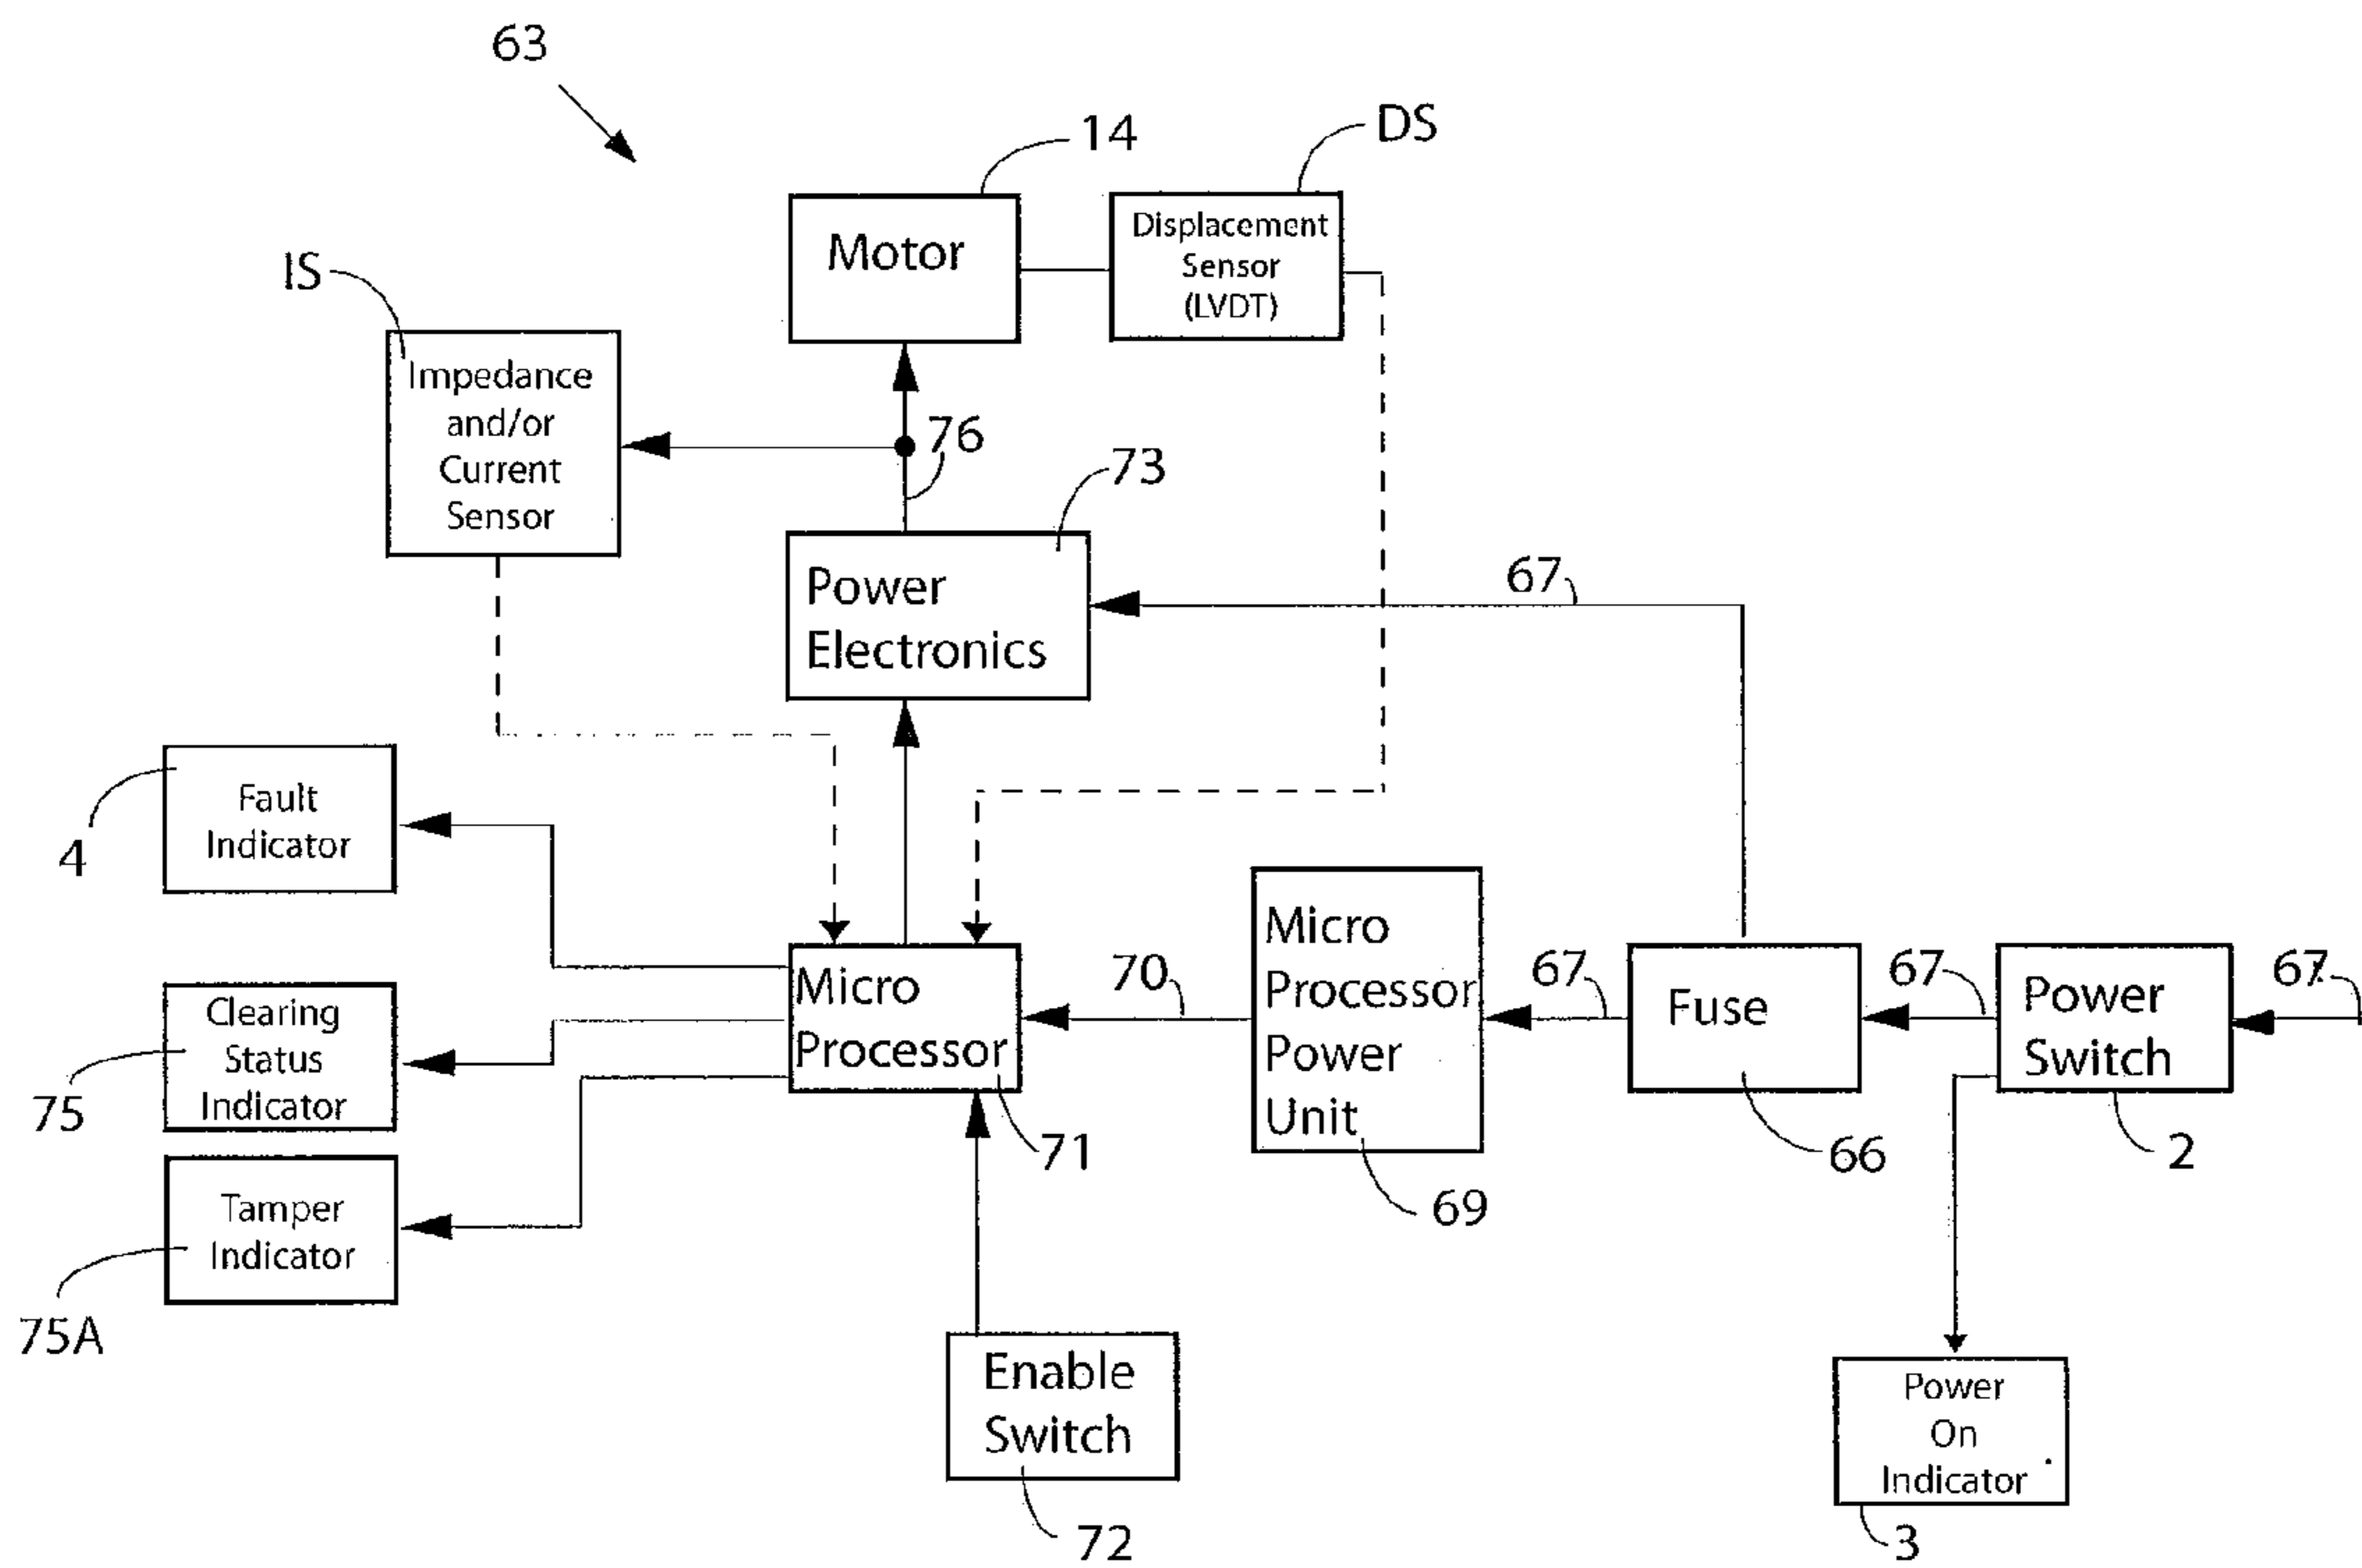 63
14
DS
Motor
Displacement
Sensor
(LVDT)
IS
Impedance
and/or
Current
Sensor
76
73
Power
Electronics
67
4
Fault
Indicator
Clearing
Status
Indicator
75
Tamper
Indicator
75A
Micro
Processor
71
70
Micro
Processor
Power
Unit
69
67
Fuse
66
67
Power
Switch
2
67
Enable
Switch
72
Power
On
Indicator
3